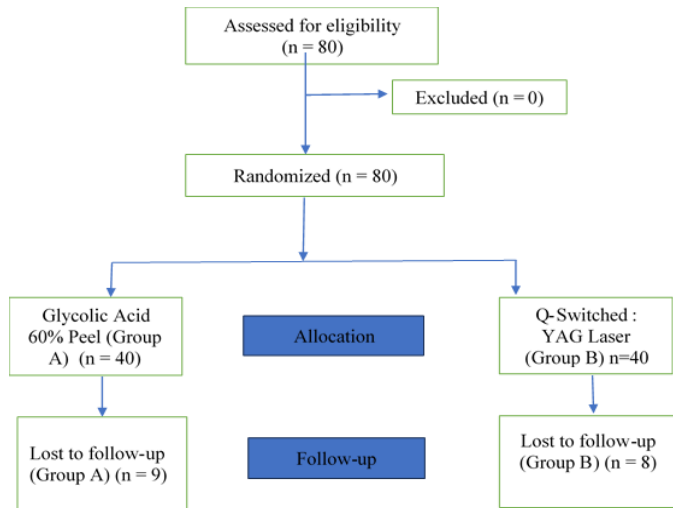 Assessed for eligibility
(n = 80)
Excluded (n = 0)
Randomized (n = 80)
Glycolic Acid
60% Peel (Group
A) (n = 40)
Allocation
Q-Switched :
YAG Laser
(Group B) n=40
Lost to follow-up
(Group A) (n = 9)
Follow-up
Lost to follow-up
(Group B) (n = 8)